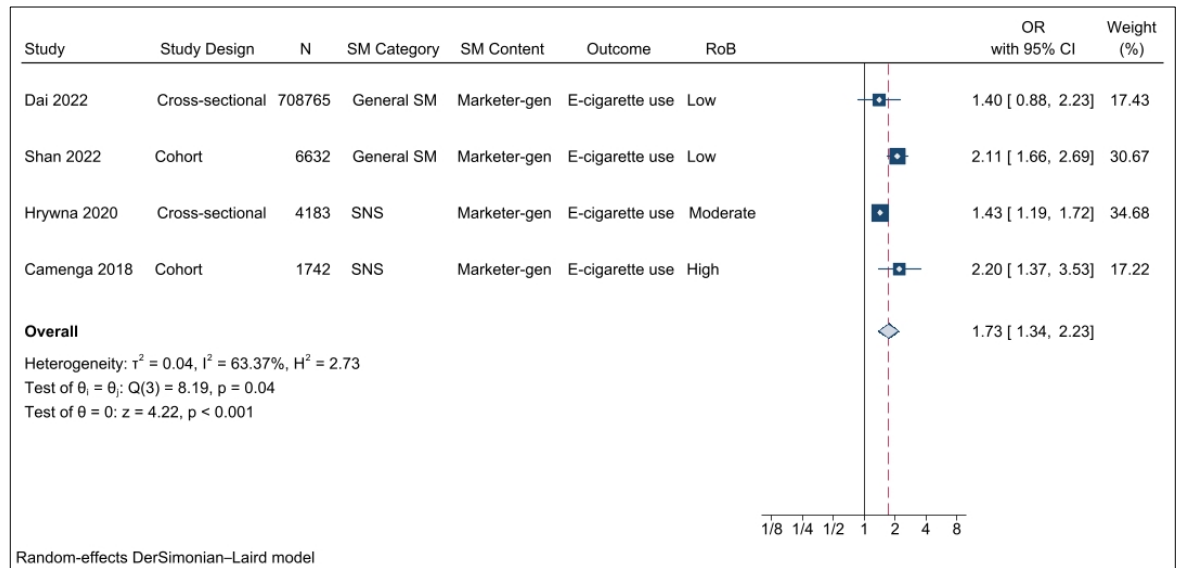 Study Study Design N SM Category SM Content Outcome RoB OR with 95% CI Weight (%)
Dai 2022 Cross-sectional 708765 General SM Marketer-gen E-cigarette use Low 1.40 [ 0.88, 2.23] 17.43
Shan 2022 Cohort 6632 General SM Marketer-gen E-cigarette use Low 2.11 [ 1.66, 2.69] 30.67
Hrywna 2020 Cross-sectional 4183 SNS Marketer-gen E-cigarette use Moderate 1.43 [ 1.19, 1.72] 34.68
Camenga 2018 Cohort 1742 SNS Marketer-gen E-cigarette use High 2.20 [ 1.37, 3.53] 17.22
Overall 1.73 [ 1.34, 2.23]
Heterogeneity: τ² = 0.04, I² = 63.37%, H² = 2.73
Test of θᵢ = θⱼ: Q(3) = 8.19, p = 0.04
Test of θ = 0: z = 4.22, p < 0.001
1/8 1/4 1/2 1 2 4 8
Random-effects DerSimonian–Laird model